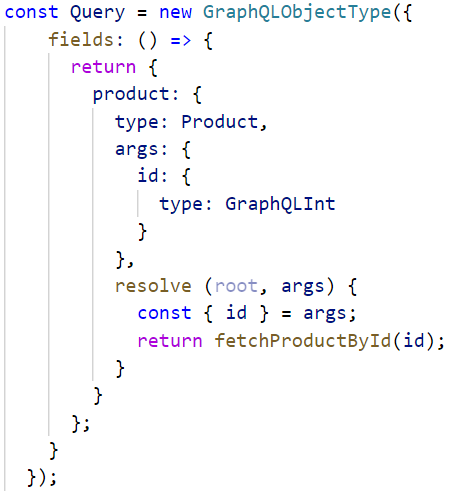 const Query = new GraphQLObjectType({
    fields: () => {
      return {
        product: {
          type: Product,
          args: {
            id: {
              type: GraphQLInt
            }
          },
          resolve (root, args) {
            const { id } = args;
            return fetchProductById(id);
          }
        }
      };
    }
  });